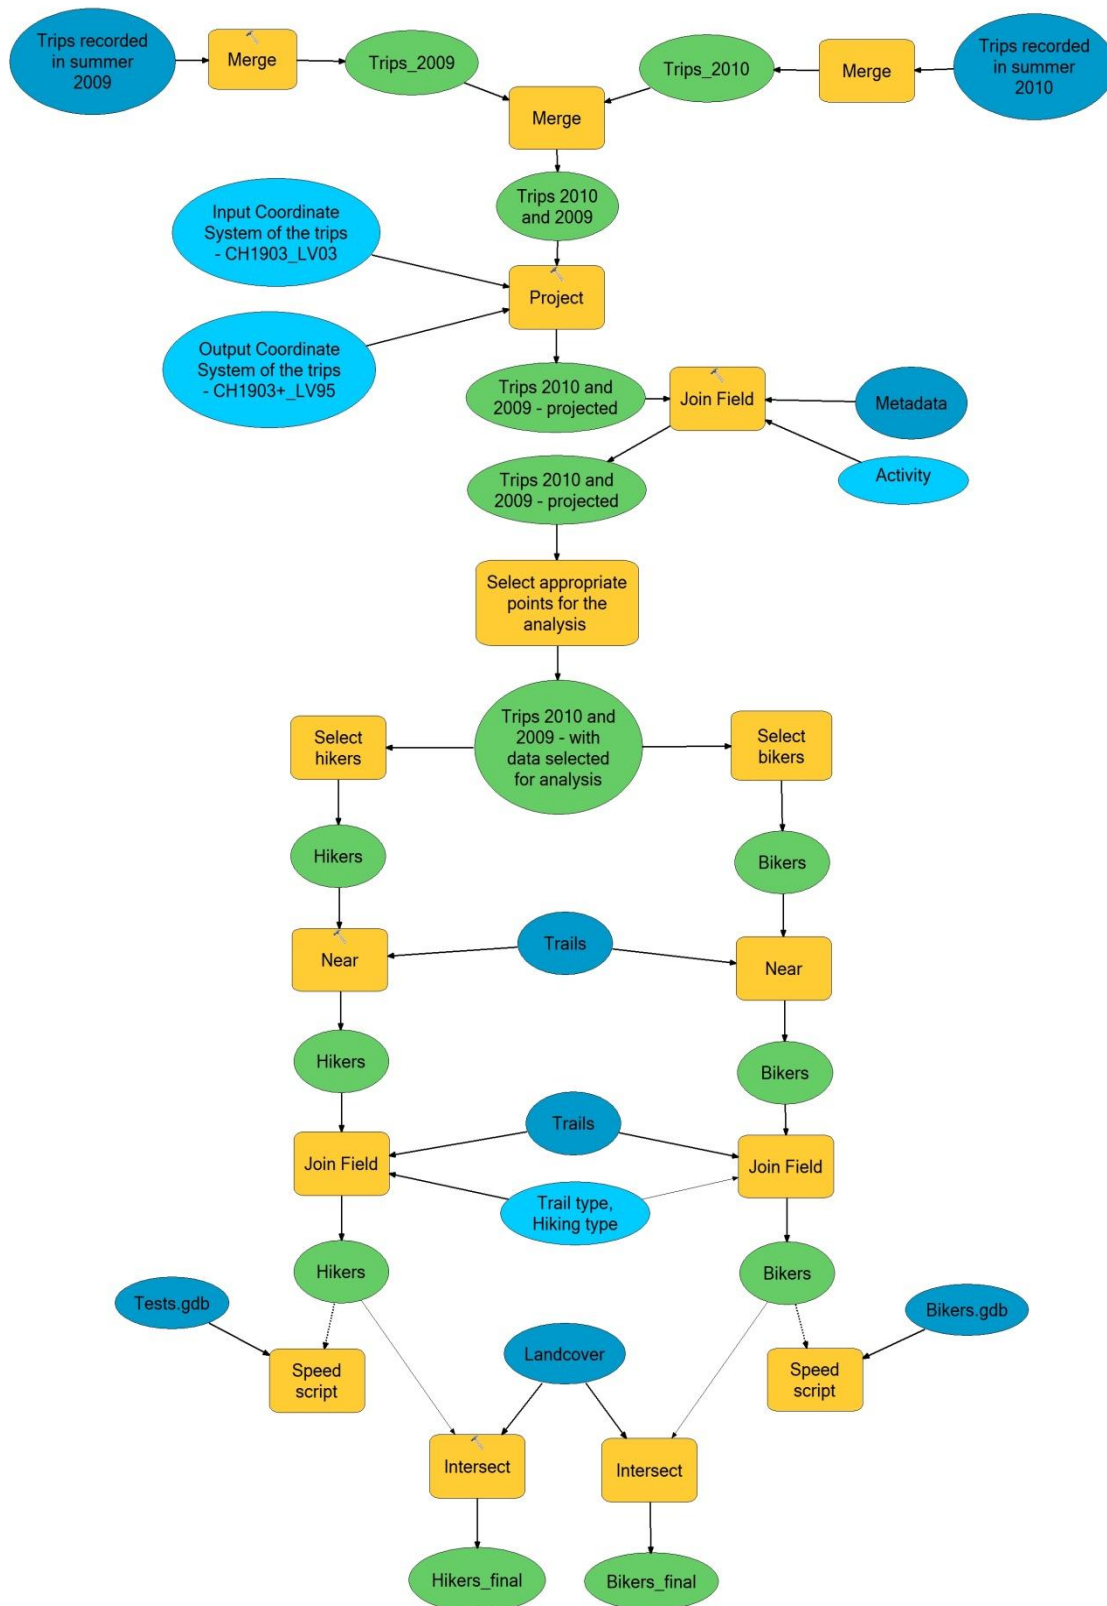 Trips recorded
in summer
2009
Merge
Trips_2009
Trips_2010
Merge
Trips recorded
in summer
2010
Merge
Trips 2010
and 2009
Input Coordinate
System of the trips
- CH1903_LV03
Project
Output Coordinate
System of the trips
- CH1903+_LV95
Trips 2010 and
2009 - projected
Join Field
Metadata
Activity
Trips 2010 and
2009 - projected
Select appropriate
points for the
analysis
Trips 2010 and
2009 - with
data selected
for analysis
Select
hikers
Select
bikers
Hikers
Bikers
Near
Trails
Near
Hikers
Bikers
Join Field
Trails
Join Field
Trail type,
Hiking type
Hikers
Bikers
Tests.gdb
Bikers.gdb
Speed
script
Landcover
Speed
script
Intersect
Intersect
Hikers_final
Bikers_final